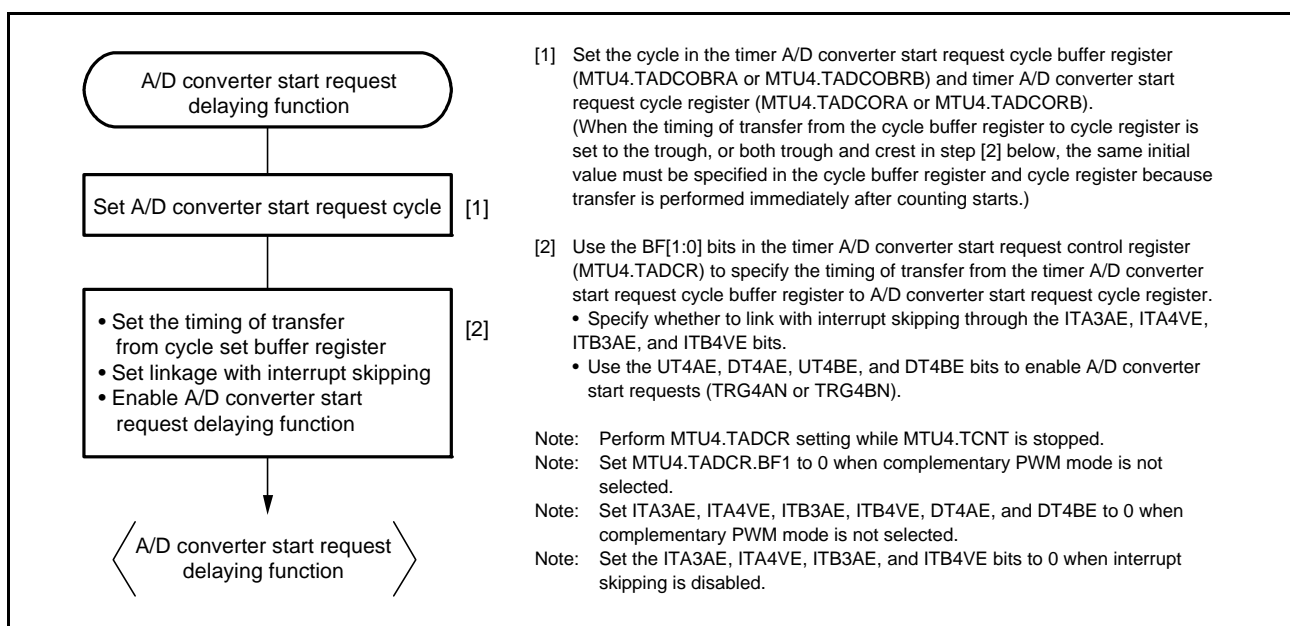 A/D converter start request
delaying function
Set A/D converter start request cycle
[1]
• Set the timing of transfer
from cycle set buffer register
• Set linkage with interrupt skipping
• Enable A/D converter start
request delaying function
[2]
A/D converter start request
delaying function
[1] Set the cycle in the timer A/D converter start request cycle buffer register
(MTU4.TADCOBRA or MTU4.TADCOBRB) and timer A/D converter start
request cycle register (MTU4.TADCORA or MTU4.TADCORB).
(When the timing of transfer from the cycle buffer register to cycle register is
set to the trough, or both trough and crest in step [2] below, the same initial
value must be specified in the cycle buffer register and cycle register because
transfer is performed immediately after counting starts.)
[2] Use the BF[1:0] bits in the timer A/D converter start request control register
(MTU4.TADCR) to specify the timing of transfer from the timer A/D converter
start request cycle buffer register to A/D converter start request cycle register.
• Specify whether to link with interrupt skipping through the ITA3AE, ITA4VE,
ITB3AE, and ITB4VE bits.
• Use the UT4AE, DT4AE, UT4BE, and DT4BE bits to enable A/D converter
start requests (TRG4AN or TRG4BN).
Note: Perform MTU4.TADCR setting while MTU4.TCNT is stopped.
Note: Set MTU4.TADCR.BF1 to 0 when complementary PWM mode is not
selected.
Note: Set ITA3AE, ITA4VE, ITB3AE, ITB4VE, DT4AE, and DT4BE to 0 when
complementary PWM mode is not selected.
Note: Set the ITA3AE, ITA4VE, ITB3AE, and ITB4VE bits to 0 when interrupt
skipping is disabled.